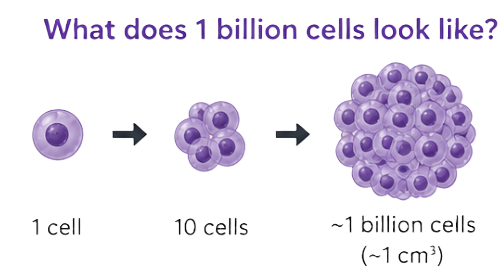 What does 1 billion cells look like?
1 cell
10 cells
~1 billion cells
(~1 cm³)